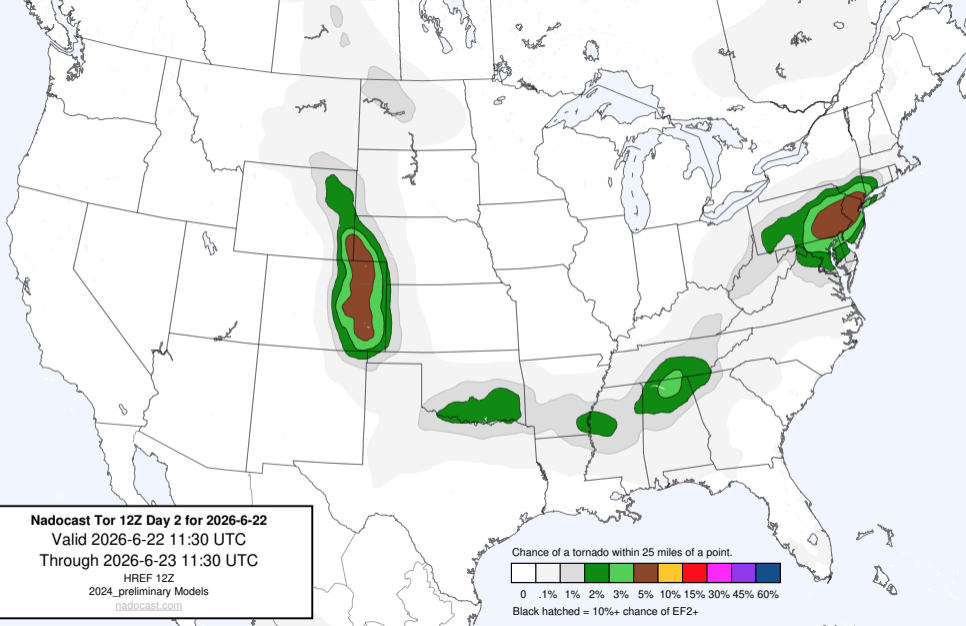 Nadocast Tor 12Z Day 2 for 2026-6-22
Valid 2026-6-22 11:30 UTC
Through 2026-6-23 11:30 UTC
HREF 12Z
2024_preliminary Models
nadocast.com
Chance of a tornado within 25 miles of a point.
0 .1% 1% 2% 3% 5% 10% 15% 30% 45% 60%
Black hatched = 10%+ chance of EF2+